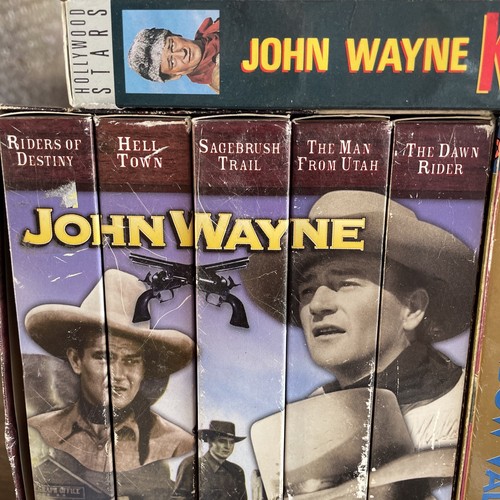 HOLLYWOOD
STARS
JOHN WAYNE
RIDERS OF
DESTINY
HELL
TOWN
SAGEBRUSH
TRAIL
THE MAN
FROM UTAH
THE DAWN
RIDER
JOHN WAYNE